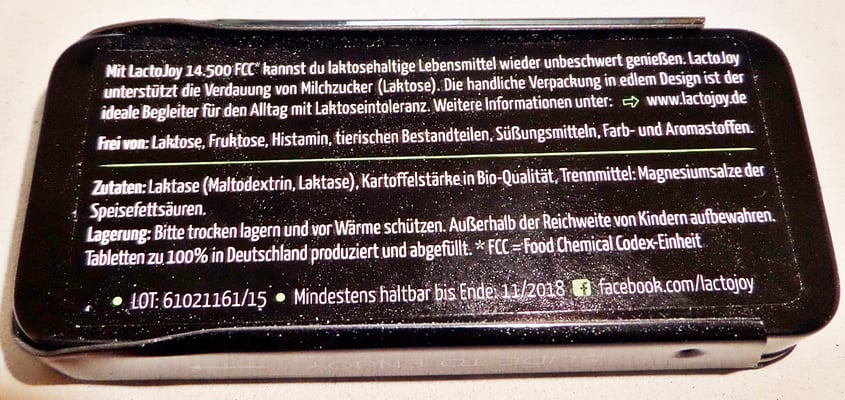 Mit LactoJoy 14.500 FCC* kannst du laktosehaltige Lebensmittel wieder unbeschwert genießen. LactoJoy
unterstützt die Verdauung von Milchzucker (Laktose). Die handliche Verpackung in edlem Design ist der
ideale Begleiter für den Alltag mit Laktoseintoleranz. Weitere Informationen unter: ⇨ www.lactojoy.de
Frei von: Laktose, Fruktose, Histamin, tierischen Bestandteilen, Süßungsmitteln, Farb- und Aromastoffen.
Zutaten: Laktase (Maltodextrin, Laktase), Kartoffelstärke in Bio-Qualität, Trennmittel: Magnesiumsalze der
Speisefettsäuren.
Lagerung: Bitte trocken lagern und vor Wärme schützen. Außerhalb der Reichweite von Kindern aufbewahren.
Tabletten zu 100% in Deutschland produziert und abgefüllt. * FCC = Food Chemical Codex-Einheit
• LOT: 61021161/15 • Mindestens haltbar bis Ende: 11/2018 f facebook.com/lactojoy
SLIDE TO ENJOY